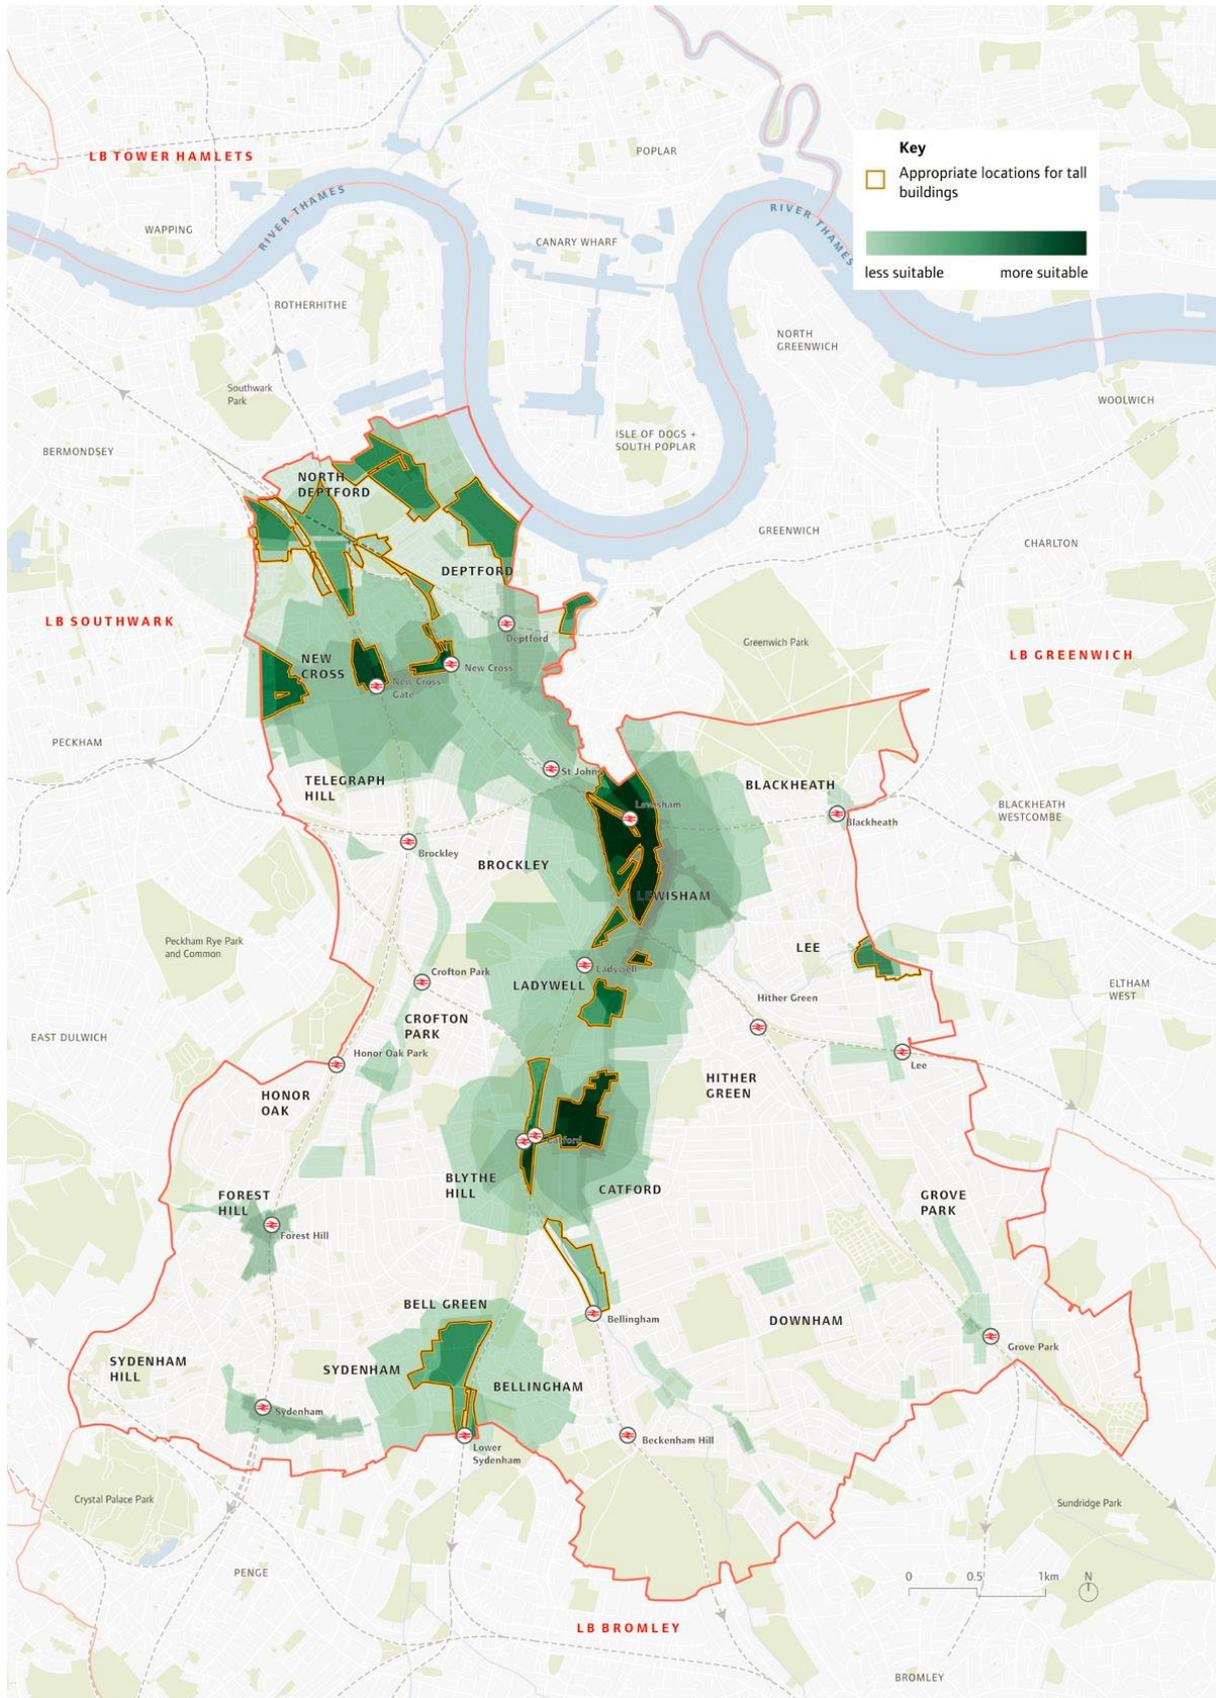 LB TOWER HAMLETS
POPLAR
Key
Appropriate locations for tall
buildings
less suitable
more suitable
WAPPING
RIVER THAMES
RIVER THAMES
CANARY WHARF
ROTHERHITHE
NORTH
GREENWICH
Southwark
Park
WOOLWICH
BERMONDSEY
ISLE OF DOGS +
SOUTH POPLAR
NORTH
DEPTFORD
GREENWICH
CHARLTON
DEPTFORD
LB SOUTHWARK
Deptford
Greenwich Park
LB GREENWICH
NEW
CROSS
New Cross
New Cross
Gate
PECKHAM
TELEGRAPH
HILL
St Johns
BLACKHEATH
Lewisham
Blackheath
BLACKHEATH
WESTCOMBE
Brockley
BROCKLEY
LEWISHAM
Peckham Rye Park
and Common
LEE
Crofton Park
Ladywell
LADYWELL
ELTHAM
WEST
Hither Green
CROFTON
PARK
EAST DULWICH
Honor Oak Park
Lee
HONOR
OAK
HITHER
GREEN
Catford
BLYTHE
HILL
CATFORD
FOREST
HILL
GROVE
PARK
Forest Hill
BELL GREEN
Bellingham
DOWNHAM
Grove Park
SYDENHAM
HILL
SYDENHAM
BELLINGHAM
Sydenham
Lower
Sydenham
Beckenham Hill
Crystal Palace Park
Sundridge Park
PENGE
0
0.5
1km
N
LB BROMLEY
BROMLEY